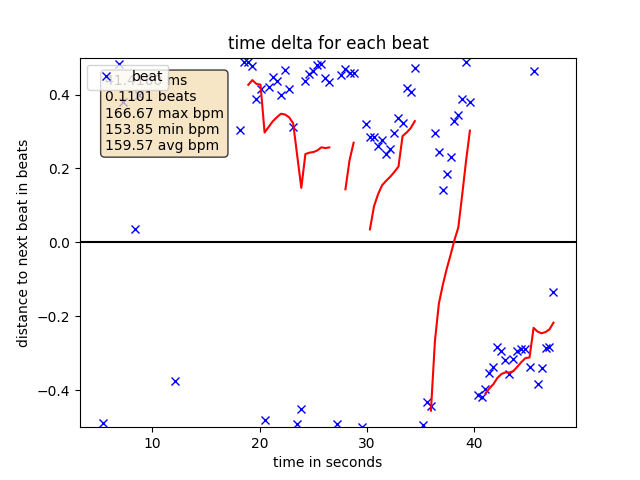 time delta for each beat
beat
ms
0.1101 beats
166.67 max bpm
153.85 min bpm
159.57 avg bpm
distance to next beat in beats
0.4
0.2
0.0
−0.2
−0.4
10
20
30
40
time in seconds